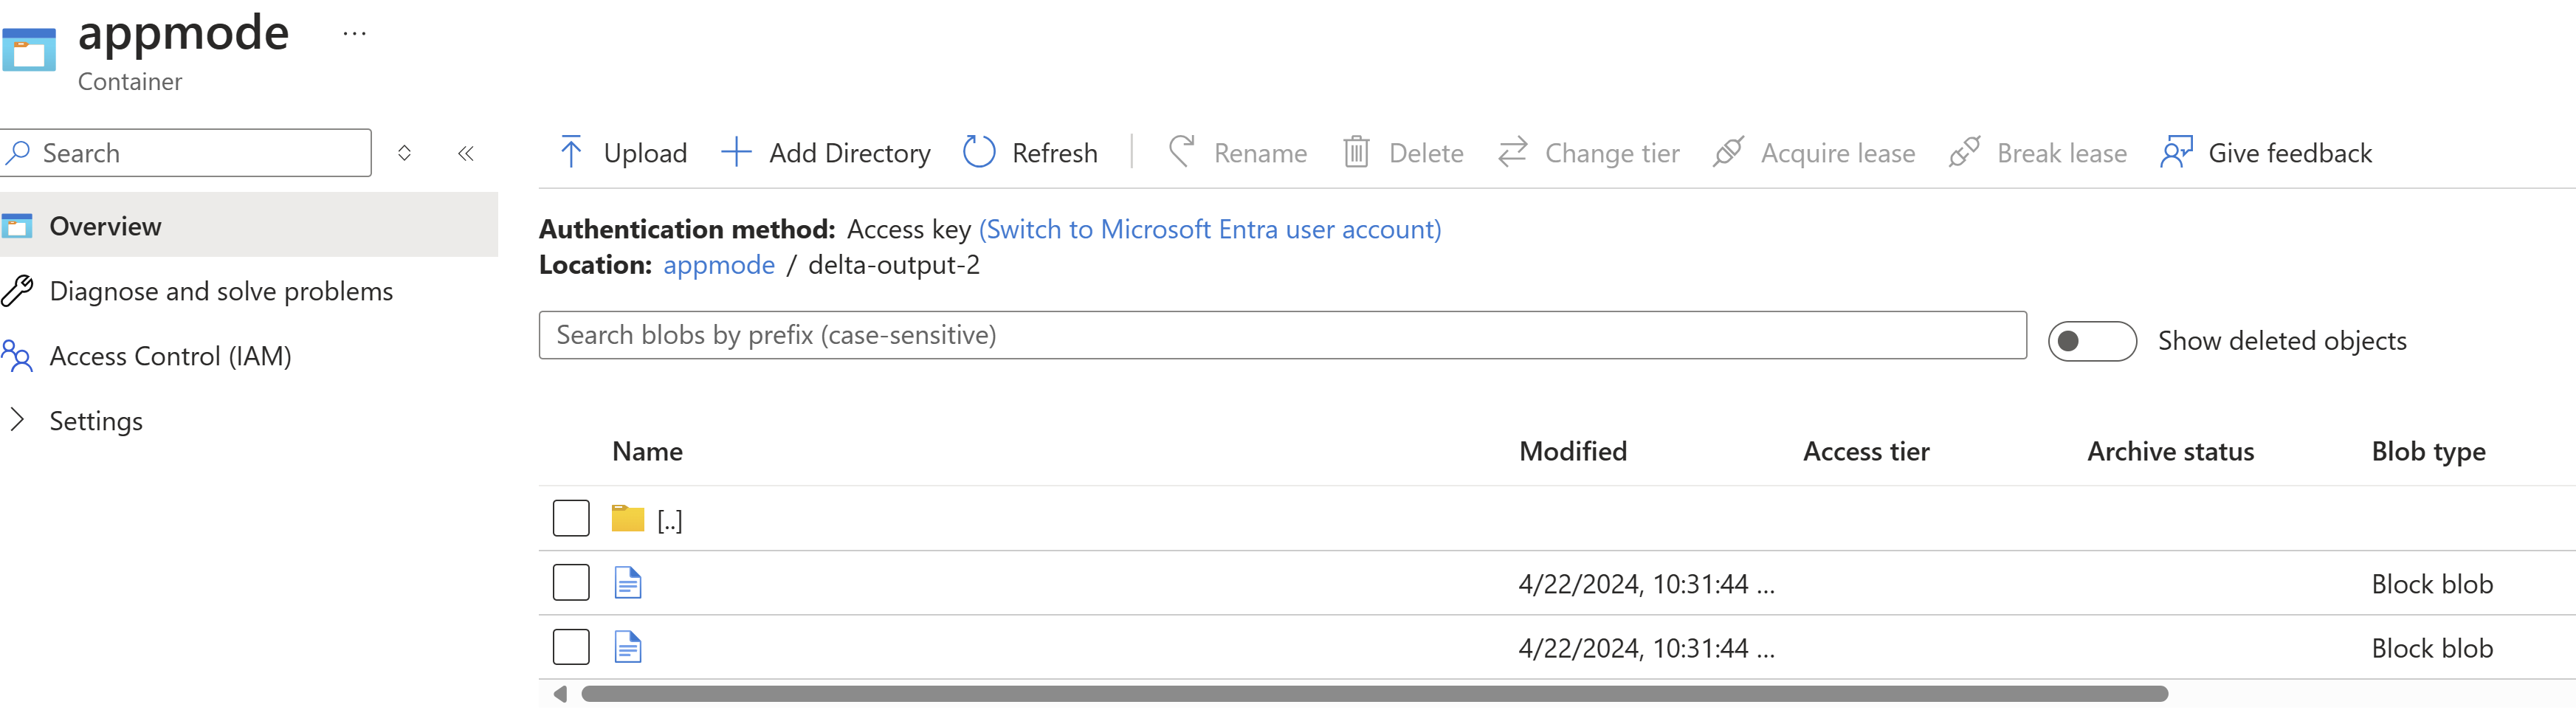 appmode ...
Container
Search
Upload Add Directory Refresh Rename Delete Change tier Acquire lease Break lease Give feedback
Overview
Diagnose and solve problems
Access Control (IAM)
Settings
Authentication method: Access key (Switch to Microsoft Entra user account)
Location: appmode / delta-output-2
Search blobs by prefix (case-sensitive)
Show deleted objects
Name Modified Access tier Archive status Blob type
[..]
4/22/2024, 10:31:44 ... Block blob
4/22/2024, 10:31:44 ... Block blob